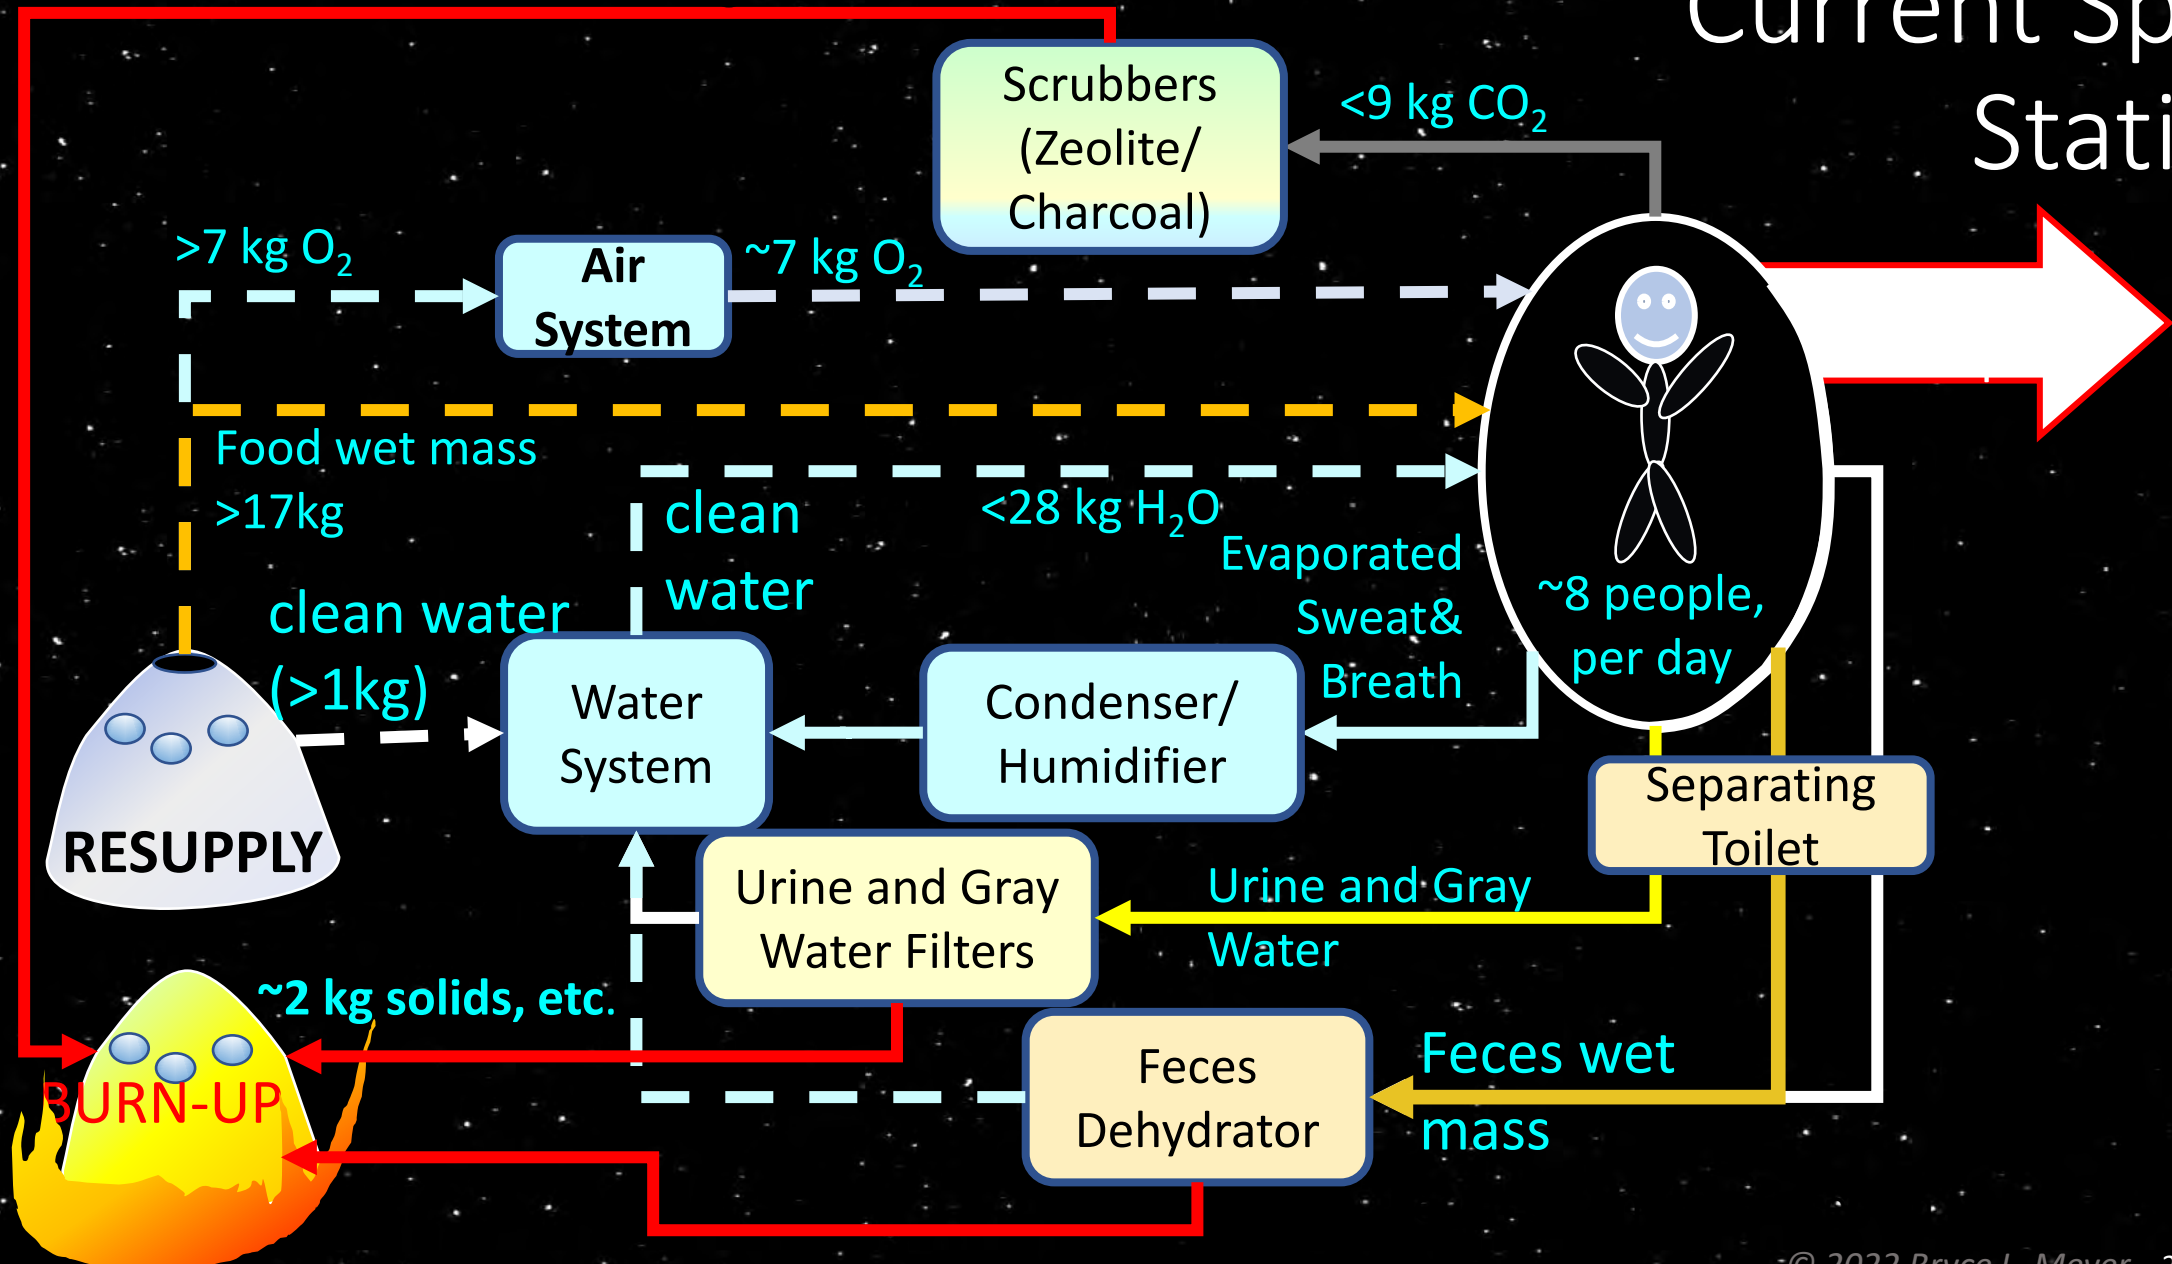 Current Sp
Stati
Scrubbers
(Zeolite/
Charcoal)
<9 kg CO₂
>7 kg O₂
Air
System
~7 kg O₂
Food wet mass
>17kg
clean
water
<28 kg H₂O
Evaporated
Sweat&
Breath
~8 people,
per day
clean water
(>1kg)
Water
System
Condenser/
Humidifier
Separating
Toilet
RESUPPLY
Urine and Gray
Water Filters
Urine and Gray
Water
~2 kg solids, etc.
BURN-UP
Feces
Dehydrator
Feces wet
mass
© 2022 Bryce L. Meyer